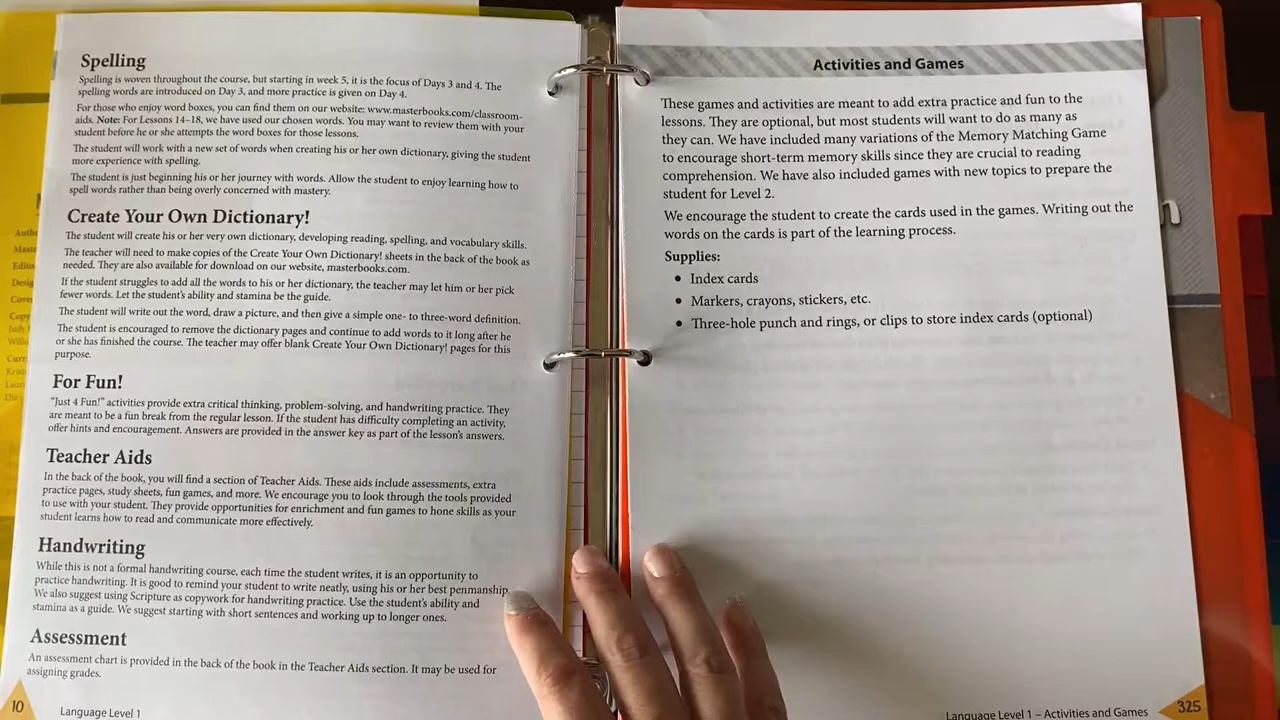 Spelling
Spelling is woven throughout the course, but starting in week 5, it is the focus of Days 3 and 4. The
spelling words are introduced on Day 3, and more practice is given on Day 4.
For those who enjoy word boxes, you can find them on our website: www.masterbooks.com/classroom-
aids. Note: For Lessons 14–18, we have used our chosen words. You may want to review them with your
student before he or she attempts the word boxes for those lessons.
The student will work with a new set of words when creating his or her own dictionary, giving the student
more experience with spelling.
The student is just beginning his or her journey with words. Allow the student to enjoy learning how to
spell words rather than being overly concerned with mastery.
Create Your Own Dictionary!
The student will create his or her very own dictionary, developing reading, spelling, and vocabulary skills.
The teacher will need to make copies of the Create Your Own Dictionary! sheets in the back of the book as
needed. They are also available for download on our website, masterbooks.com.
If the student struggles to add all the words to his or her dictionary, the teacher may let him or her pick
fewer words. Let the student's ability and stamina be the guide.
The student will write out the word, draw a picture, and then give a simple one- to three-word definition.
The student is encouraged to remove the dictionary pages and continue to add words to it long after he
or she has finished the course. The teacher may offer blank Create Your Own Dictionary! pages for this
purpose.
For Fun!
"Just 4 Fun!" activities provide extra critical thinking, problem-solving, and handwriting practice. They
are meant to be a fun break from the regular lesson. If the student has difficulty completing an activity,
offer hints and encouragement. Answers are provided in the answer key as part of the lesson's answers.
Teacher Aids
In the back of the book, you will find a section of Teacher Aids. These aids include assessments, extra
practice pages, study sheets, fun games, and more. We encourage you to look through the tools provided
to use with your student. They provide opportunities for enrichment and fun games to hone skills as your
student learns how to read and communicate more effectively.
Handwriting
While this is not a formal handwriting course, each time the student writes, it is an opportunity to
practice handwriting. It is good to remind your student to write neatly, using his or her best penmanship.
We also suggest using Scripture as copywork for handwriting practice. Use the student's ability and
stamina as a guide. We suggest starting with short sentences and working up to longer ones.
Assessment
An assessment chart is provided in the back of the book in the Teacher Aids section. It may be used for
assigning grades.
10
Language Level 1
Activities and Games
These games and activities are meant to add extra practice and fun to the
lessons. They are optional, but most students will want to do as many as
they can. We have included many variations of the Memory Matching Game
to encourage short-term memory skills since they are crucial to reading
comprehension. We have also included games with new topics to prepare the
student for Level 2.
We encourage the student to create the cards used in the games. Writing out the
words on the cards is part of the learning process.
Supplies:
• Index cards
• Markers, crayons, stickers, etc.
• Three-hole punch and rings, or clips to store index cards (optional)
Language Level 1 – Activities and Games
325